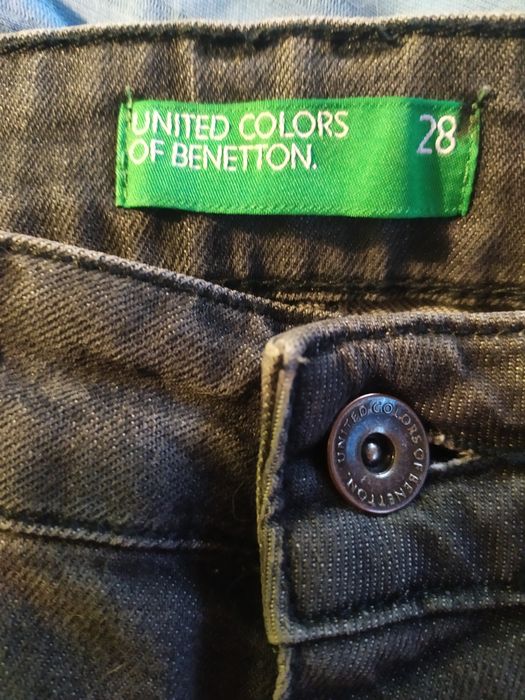 UNITED COLORS
OF BENETTON.
28
UNITED COLORS OF BENETTON.